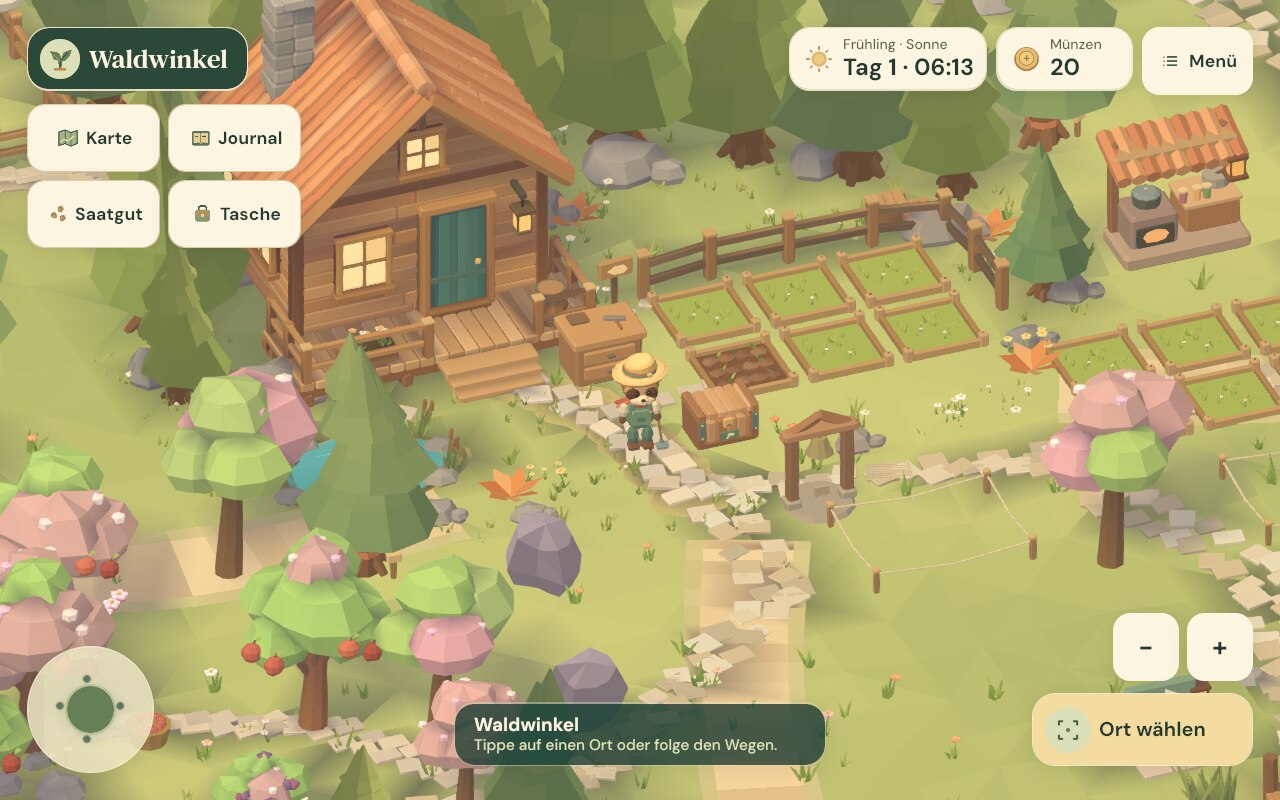 Waldwinkel
Frühling · Sonne
Tag 1 · 06:13
Münzen
20
Menü
Karte
Journal
Saatgut
Tasche
−
+
Ort wählen
Waldwinkel
Tippe auf einen Ort oder folge den Wegen.